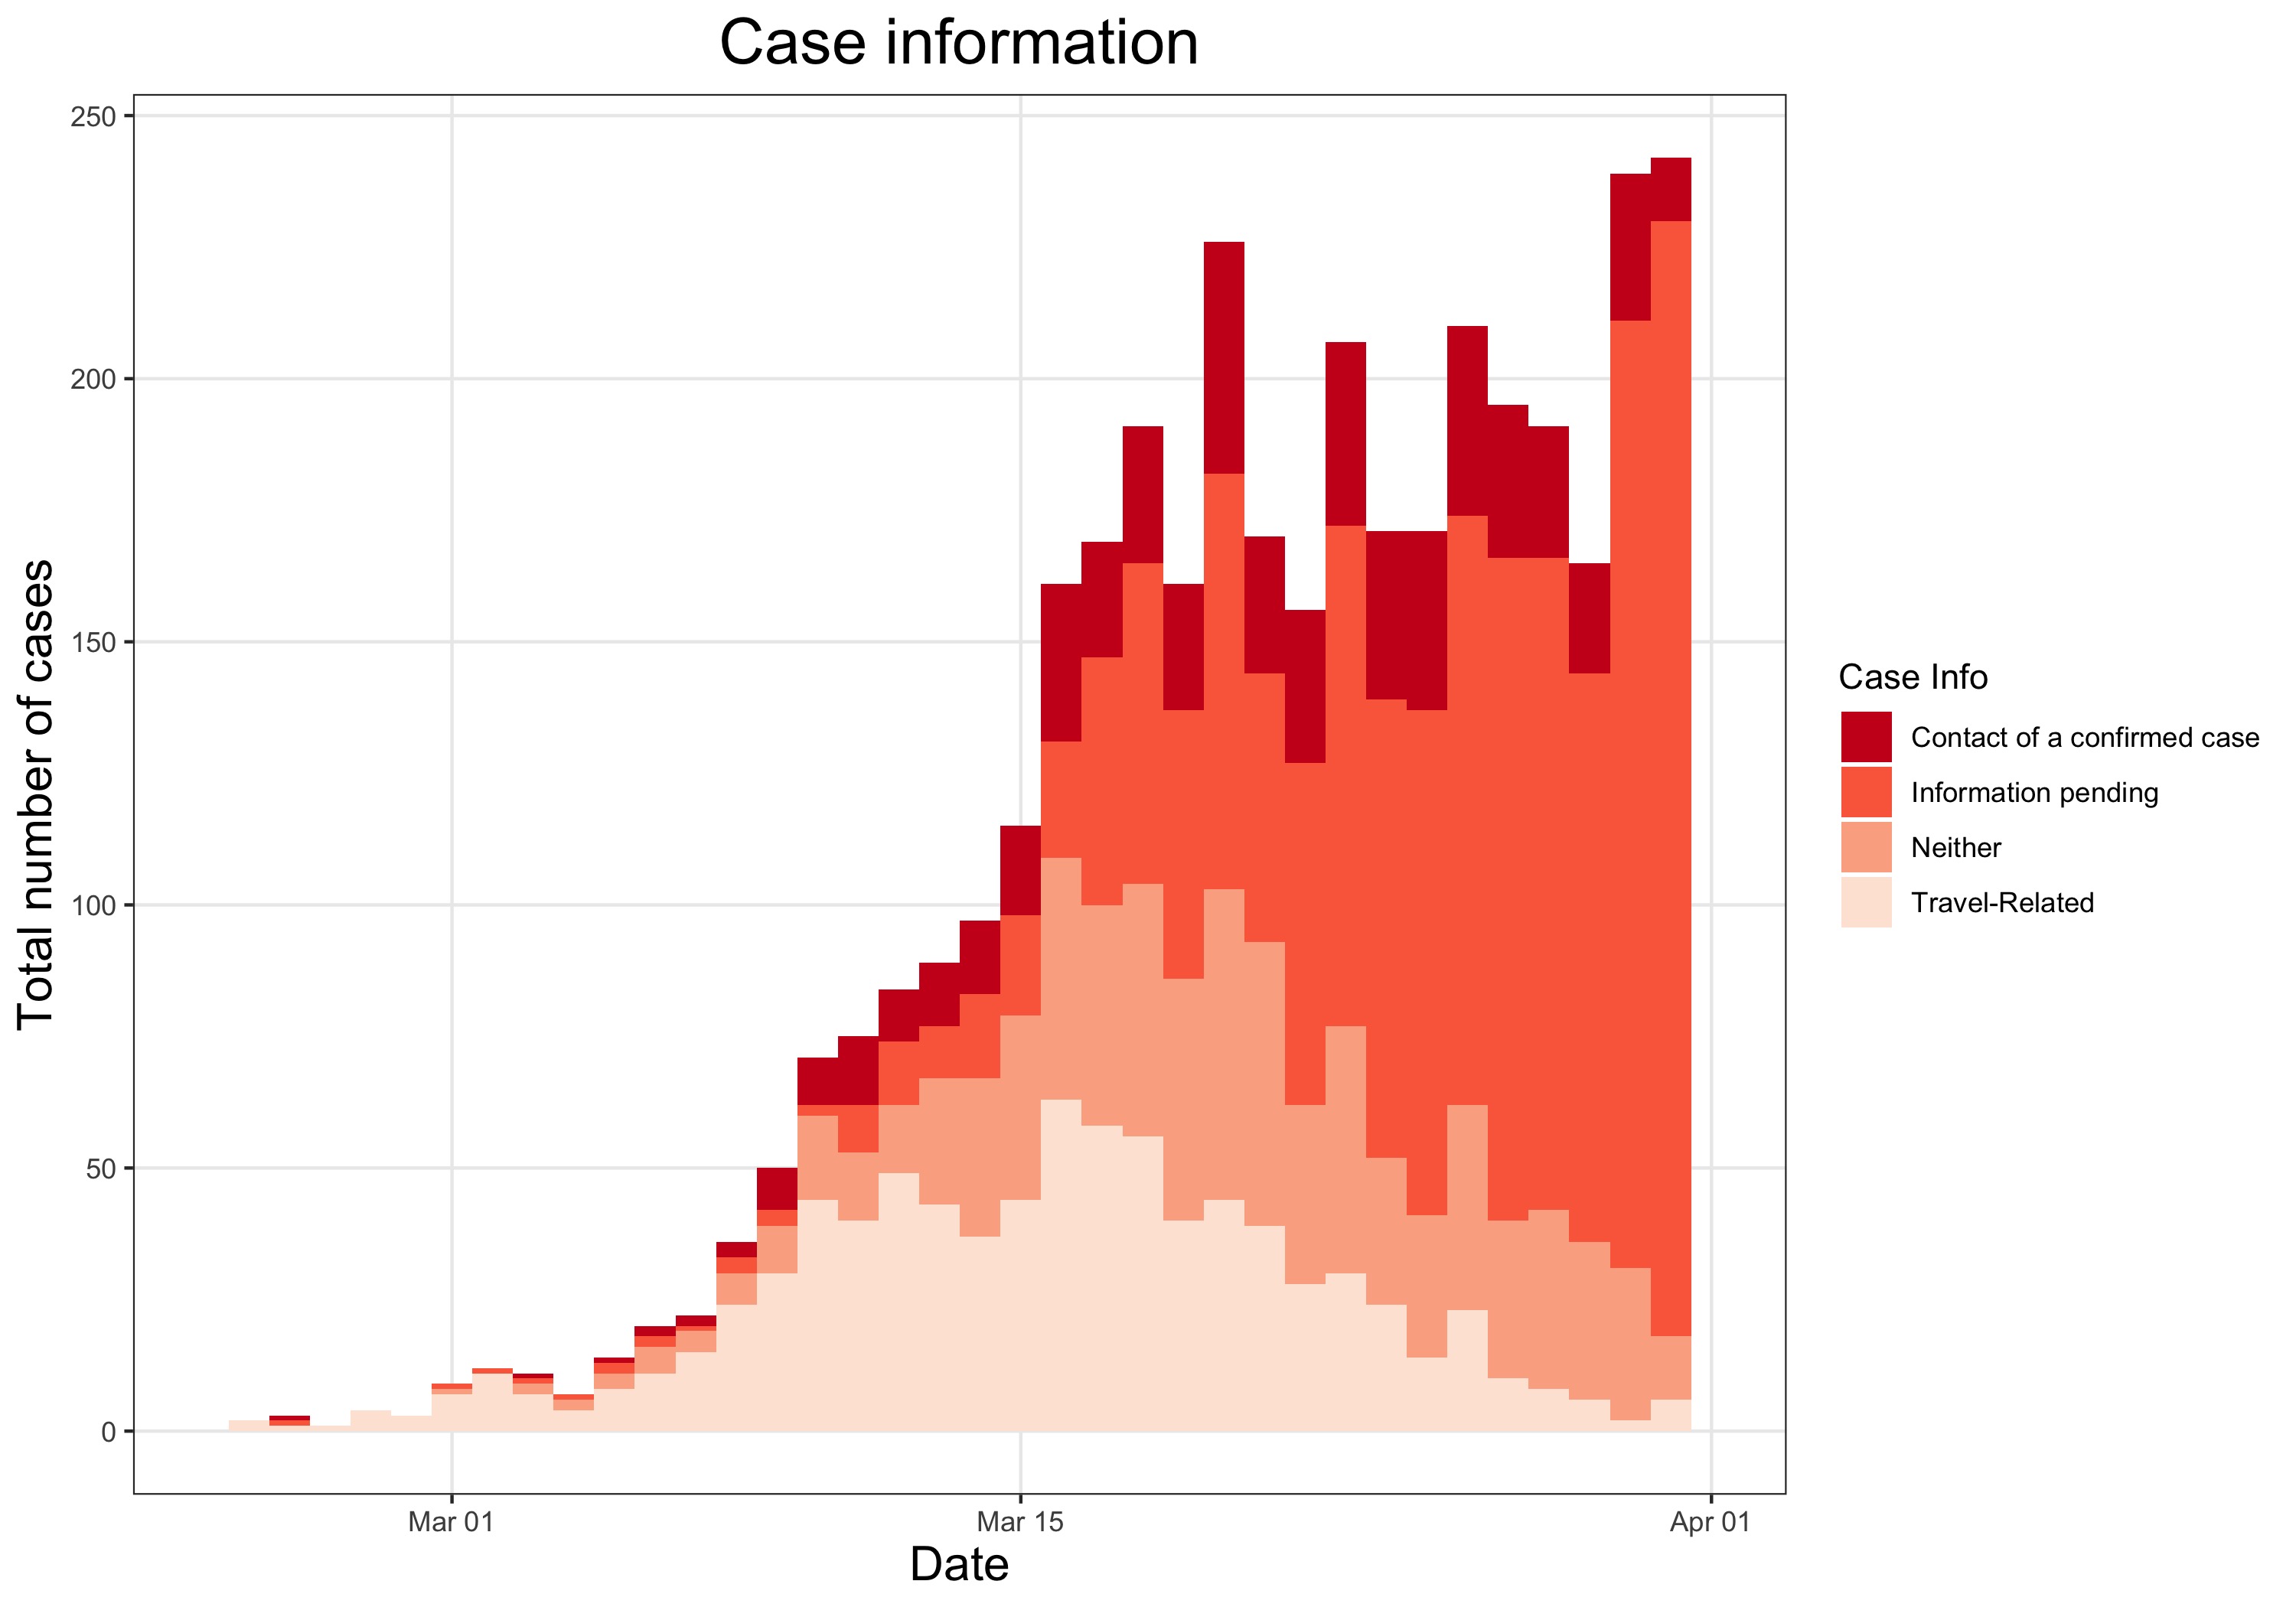 Case information
Total number of cases
250
200
150
100
50
0
Mar 01
Mar 15
Apr 01
Date
Case Info
Contact of a confirmed case
Information pending
Neither
Travel-Related